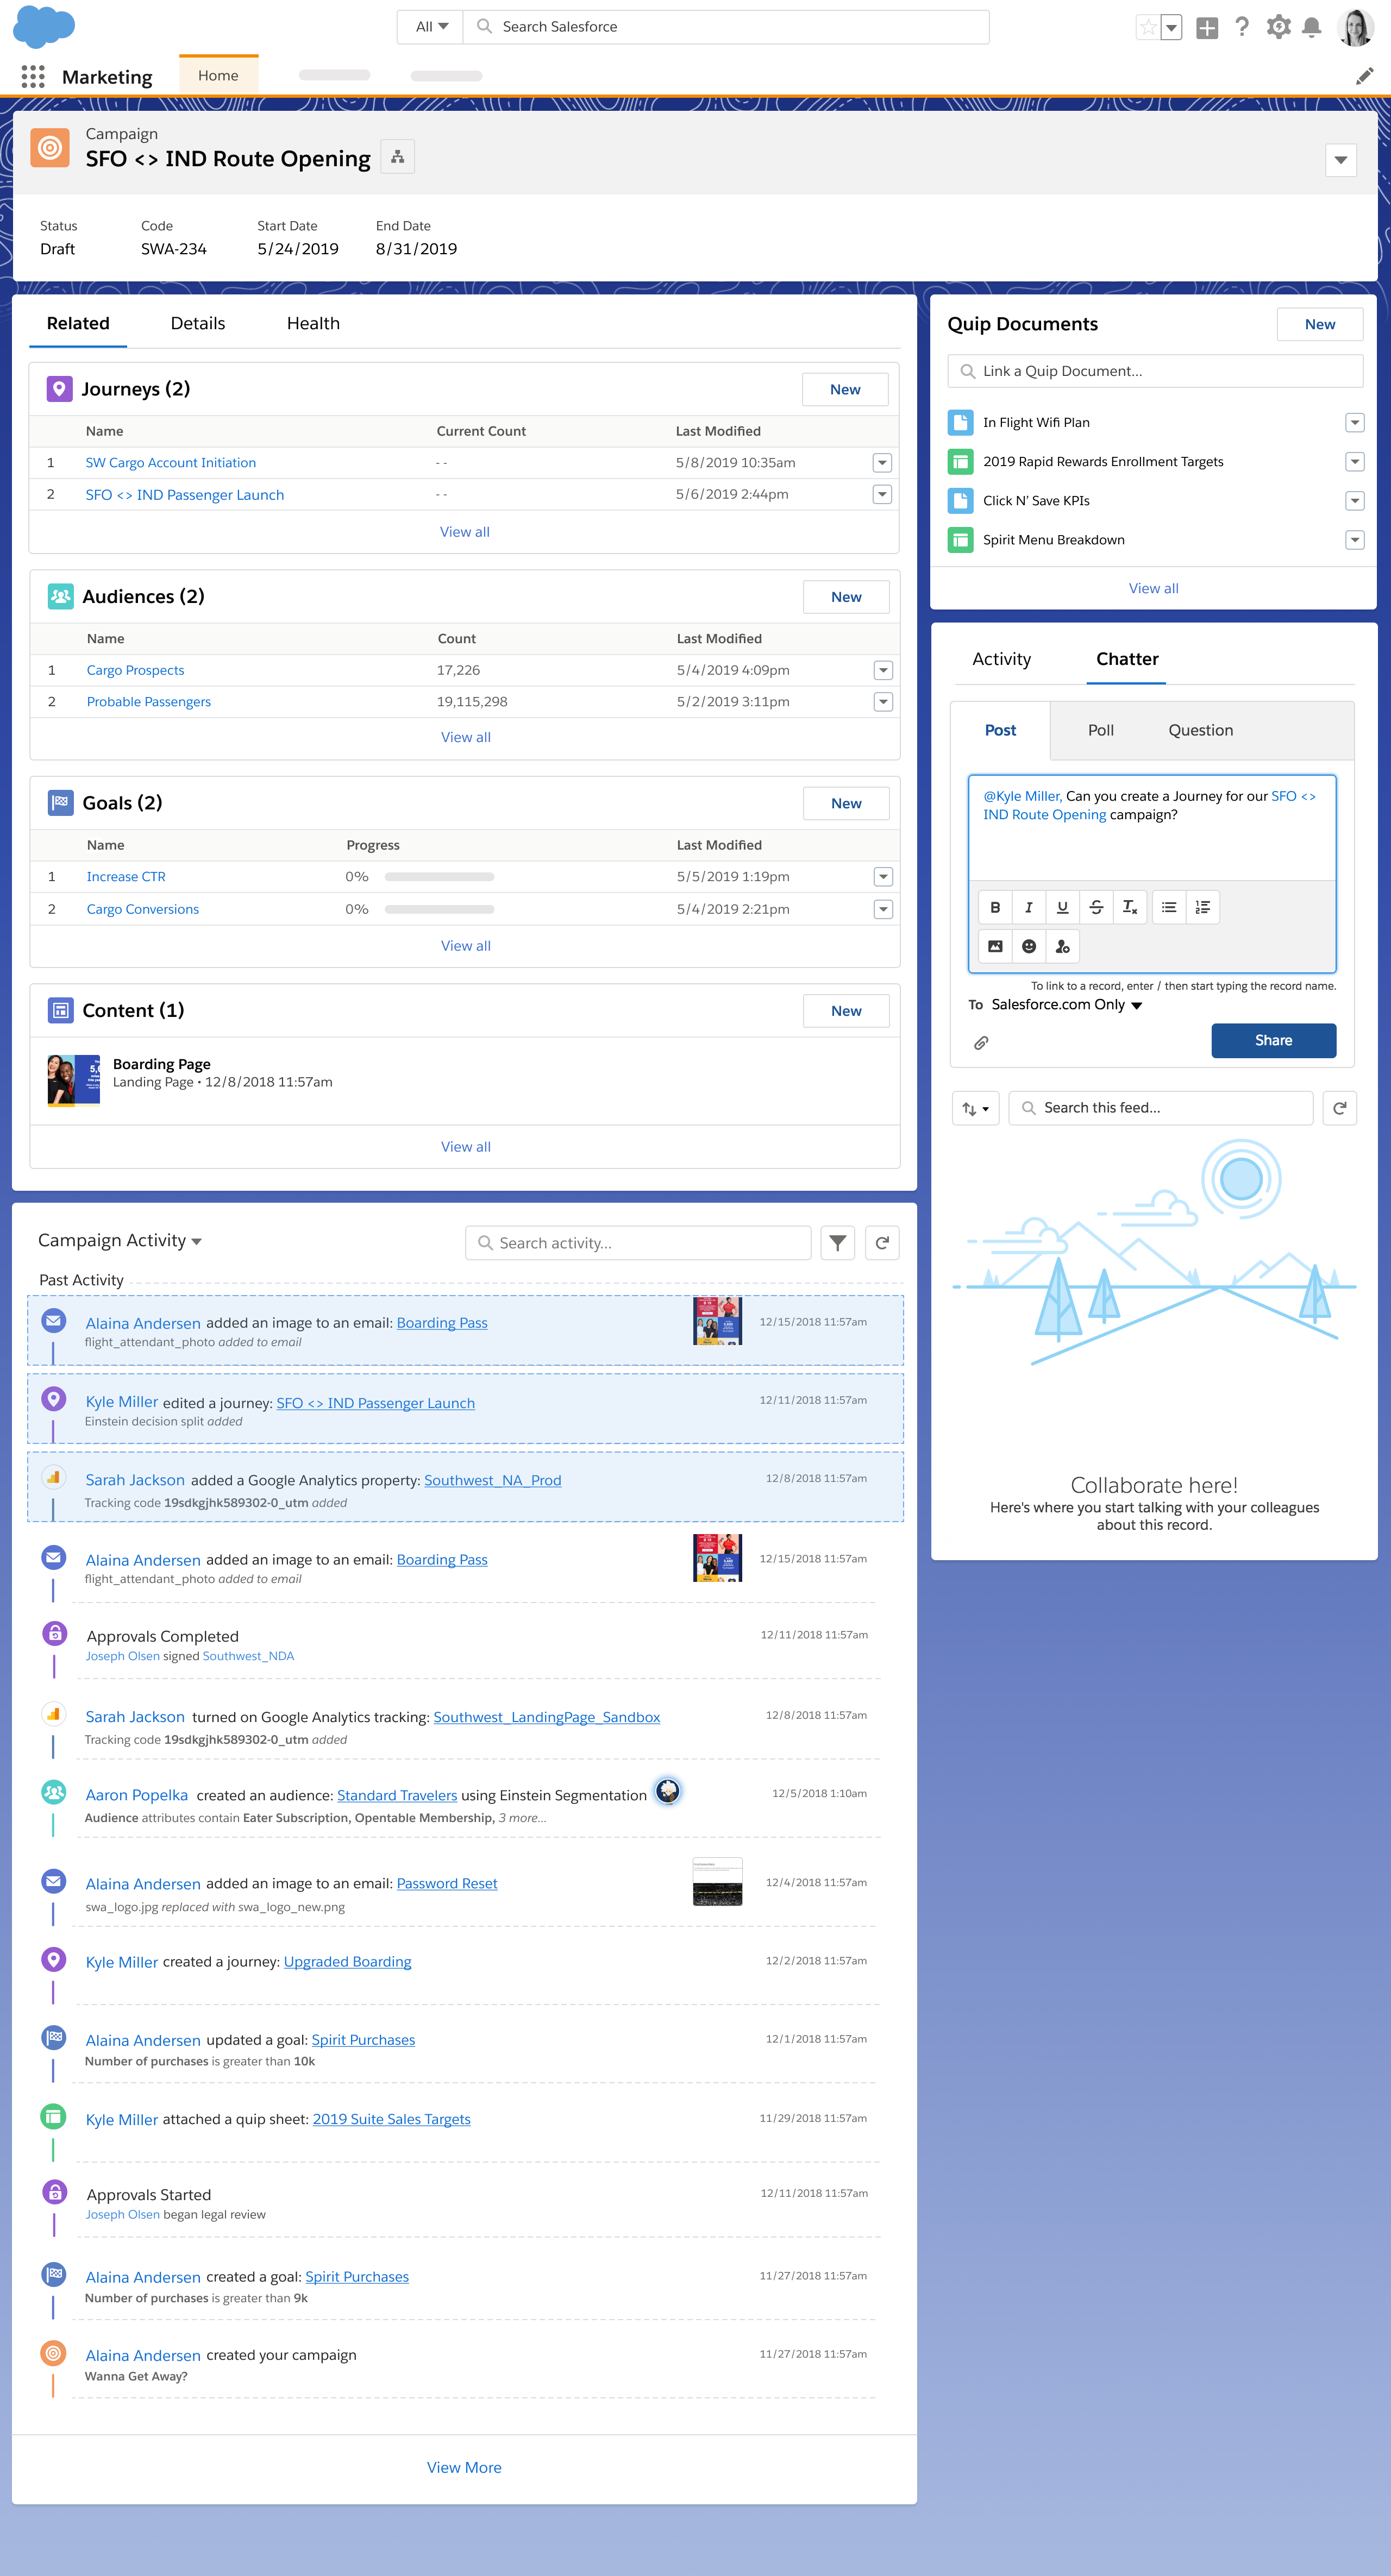 All
Search Salesforce
Marketing
Home
Campaign
SFO <> IND Route Opening
Status
Code
Start Date
End Date
Draft
SWA-234
5/24/2019
8/31/2019
Related
Details
Health
Journeys (2)
New
Name
Current Count
Last Modified
1
SW Cargo Account Initiation
- -
5/8/2019 10:35am
2
SFO <> IND Passenger Launch
- -
5/6/2019 2:44pm
View all
Audiences (2)
New
Name
Count
Last Modified
1
Cargo Prospects
17,226
5/4/2019 4:09pm
2
Probable Passengers
19,115,298
5/2/2019 3:11pm
View all
Goals (2)
New
Name
Progress
Last Modified
1
Increase CTR
0%
5/5/2019 1:19pm
2
Cargo Conversions
0%
5/4/2019 2:21pm
View all
Content (1)
New
Boarding Page
Landing Page • 12/8/2018 11:57am
View all
Quip Documents
New
Link a Quip Document...
In Flight Wifi Plan
2019 Rapid Rewards Enrollment Targets
Click N’ Save KPIs
Spirit Menu Breakdown
View all
Activity
Chatter
Post
Poll
Question
@Kyle Miller, Can you create a Journey for our SFO <>
IND Route Opening campaign?
To link to a record, enter / then start typing the record name.
To Salesforce.com Only
Share
Search this feed...
Collaborate here!
Here's where you start talking with your colleagues
about this record.
Campaign Activity
Search activity...
Past Activity
Alaina Andersen added an image to an email: Boarding Pass
12/15/2018 11:57am
flight_attendant_photo added to email
Kyle Miller edited a journey: SFO <> IND Passenger Launch
12/11/2018 11:57am
Einstein decision split added
Sarah Jackson added a Google Analytics property: Southwest_NA_Prod
12/8/2018 11:57am
Tracking code 19sdkgjhk589302-0_utm added
Alaina Andersen added an image to an email: Boarding Pass
12/15/2018 11:57am
flight_attendant_photo added to email
Approvals Completed
12/11/2018 11:57am
Joseph Olsen signed Southwest_NDA
Sarah Jackson turned on Google Analytics tracking: Southwest_LandingPage_Sandbox
12/8/2018 11:57am
Tracking code 19sdkgjhk589302-0_utm added
Aaron Popelka created an audience: Standard Travelers using Einstein Segmentation
12/5/2018 1:10am
Audience attributes contain Eater Subscription, Opentable Membership, 3 more...
Alaina Andersen added an image to an email: Password Reset
12/4/2018 11:57am
swa_logo.jpg replaced with swa_logo_new.png
Kyle Miller created a journey: Upgraded Boarding
12/2/2018 11:57am
Alaina Andersen updated a goal: Spirit Purchases
12/1/2018 11:57am
Number of purchases is greater than 10k
Kyle Miller attached a quip sheet: 2019 Suite Sales Targets
11/29/2018 11:57am
Approvals Started
12/11/2018 11:57am
Joseph Olsen began legal review
Alaina Andersen created a goal: Spirit Purchases
11/27/2018 11:57am
Number of purchases is greater than 9k
Alaina Andersen created your campaign
11/27/2018 11:57am
Wanna Get Away?
View More